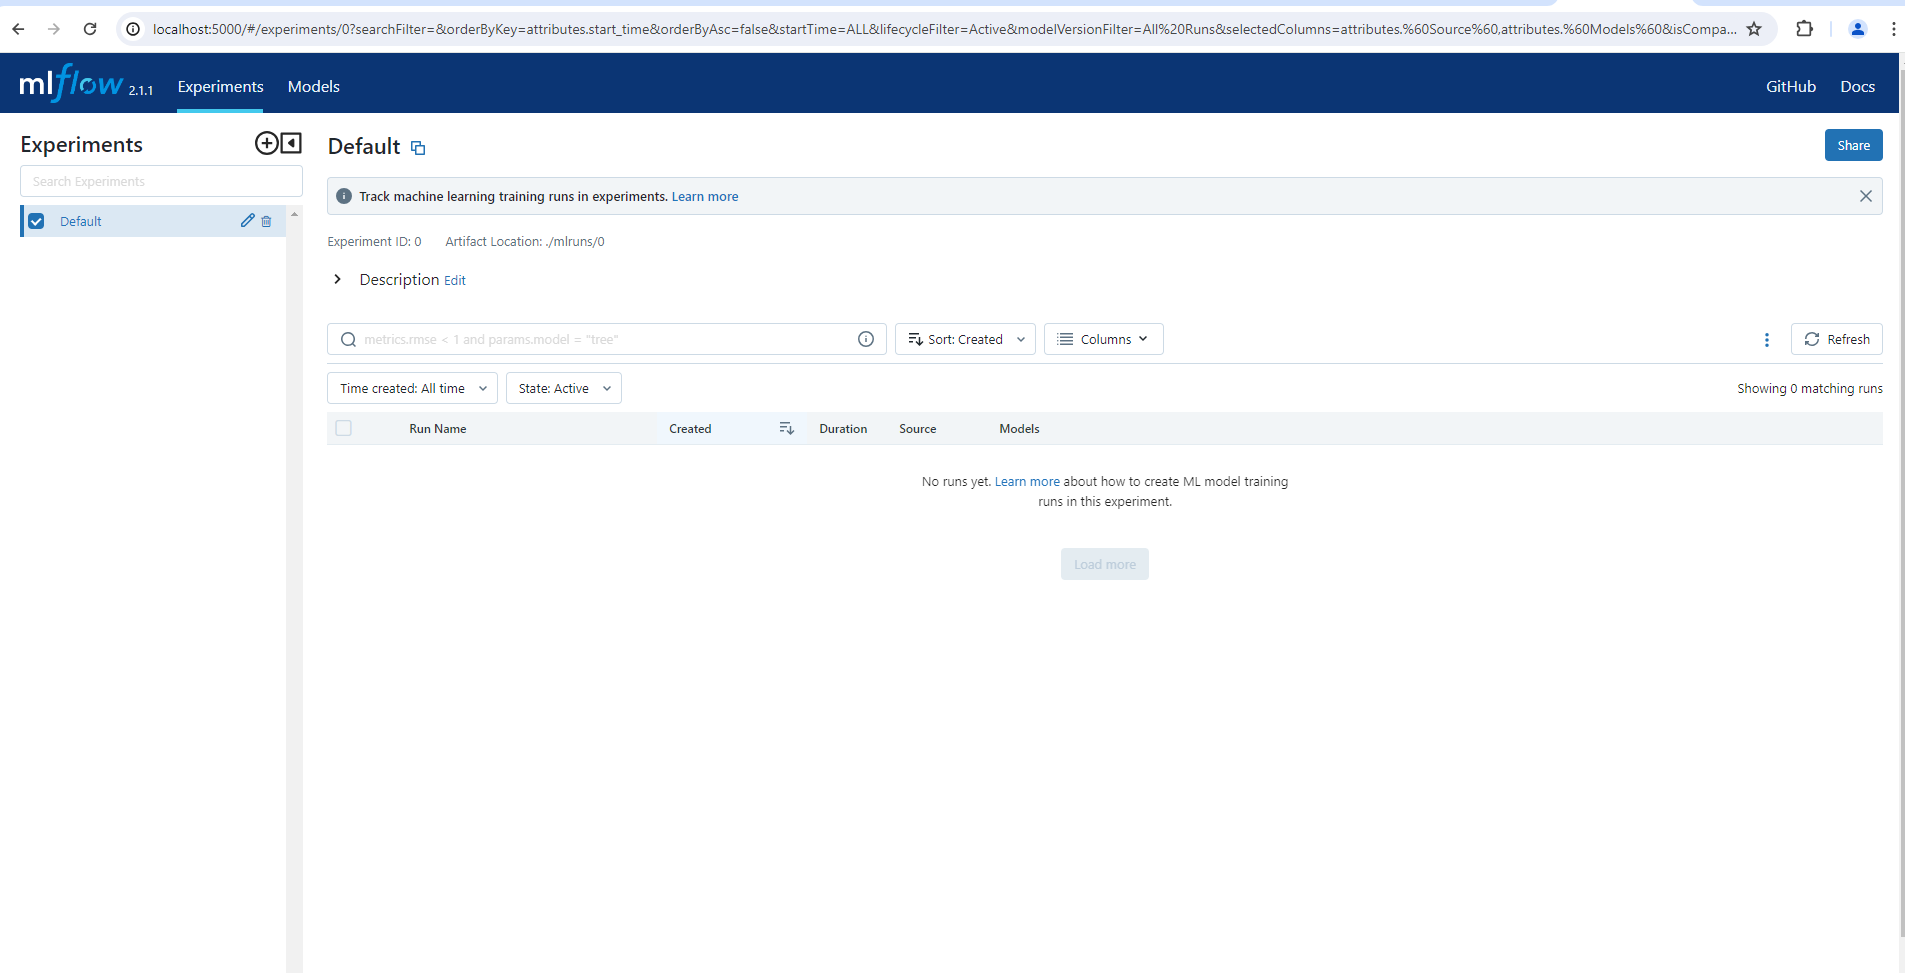 localhost:5000/#/experiments/0?searchFilter=&orderByKey=attributes.start_time&orderByAsc=false&startTime=ALL&lifecycleFilter=Active&modelVersionFilter=All%20Runs&selectedColumns=attributes.%60Source%60,attributes.%60Models%60&isCompa...
mlflow 2.1.1 Experiments Models GitHub Docs
Experiments
Default Share
Search Experiments
Track machine learning training runs in experiments. Learn more
Default
Experiment ID: 0 Artifact Location: ./mlruns/0
Description Edit
metrics.rmse < 1 and params.model = "tree" Sort: Created Columns Refresh
Time created: All time State: Active Showing 0 matching runs
Run Name Created Duration Source Models
No runs yet. Learn more about how to create ML model training
runs in this experiment.
Load more